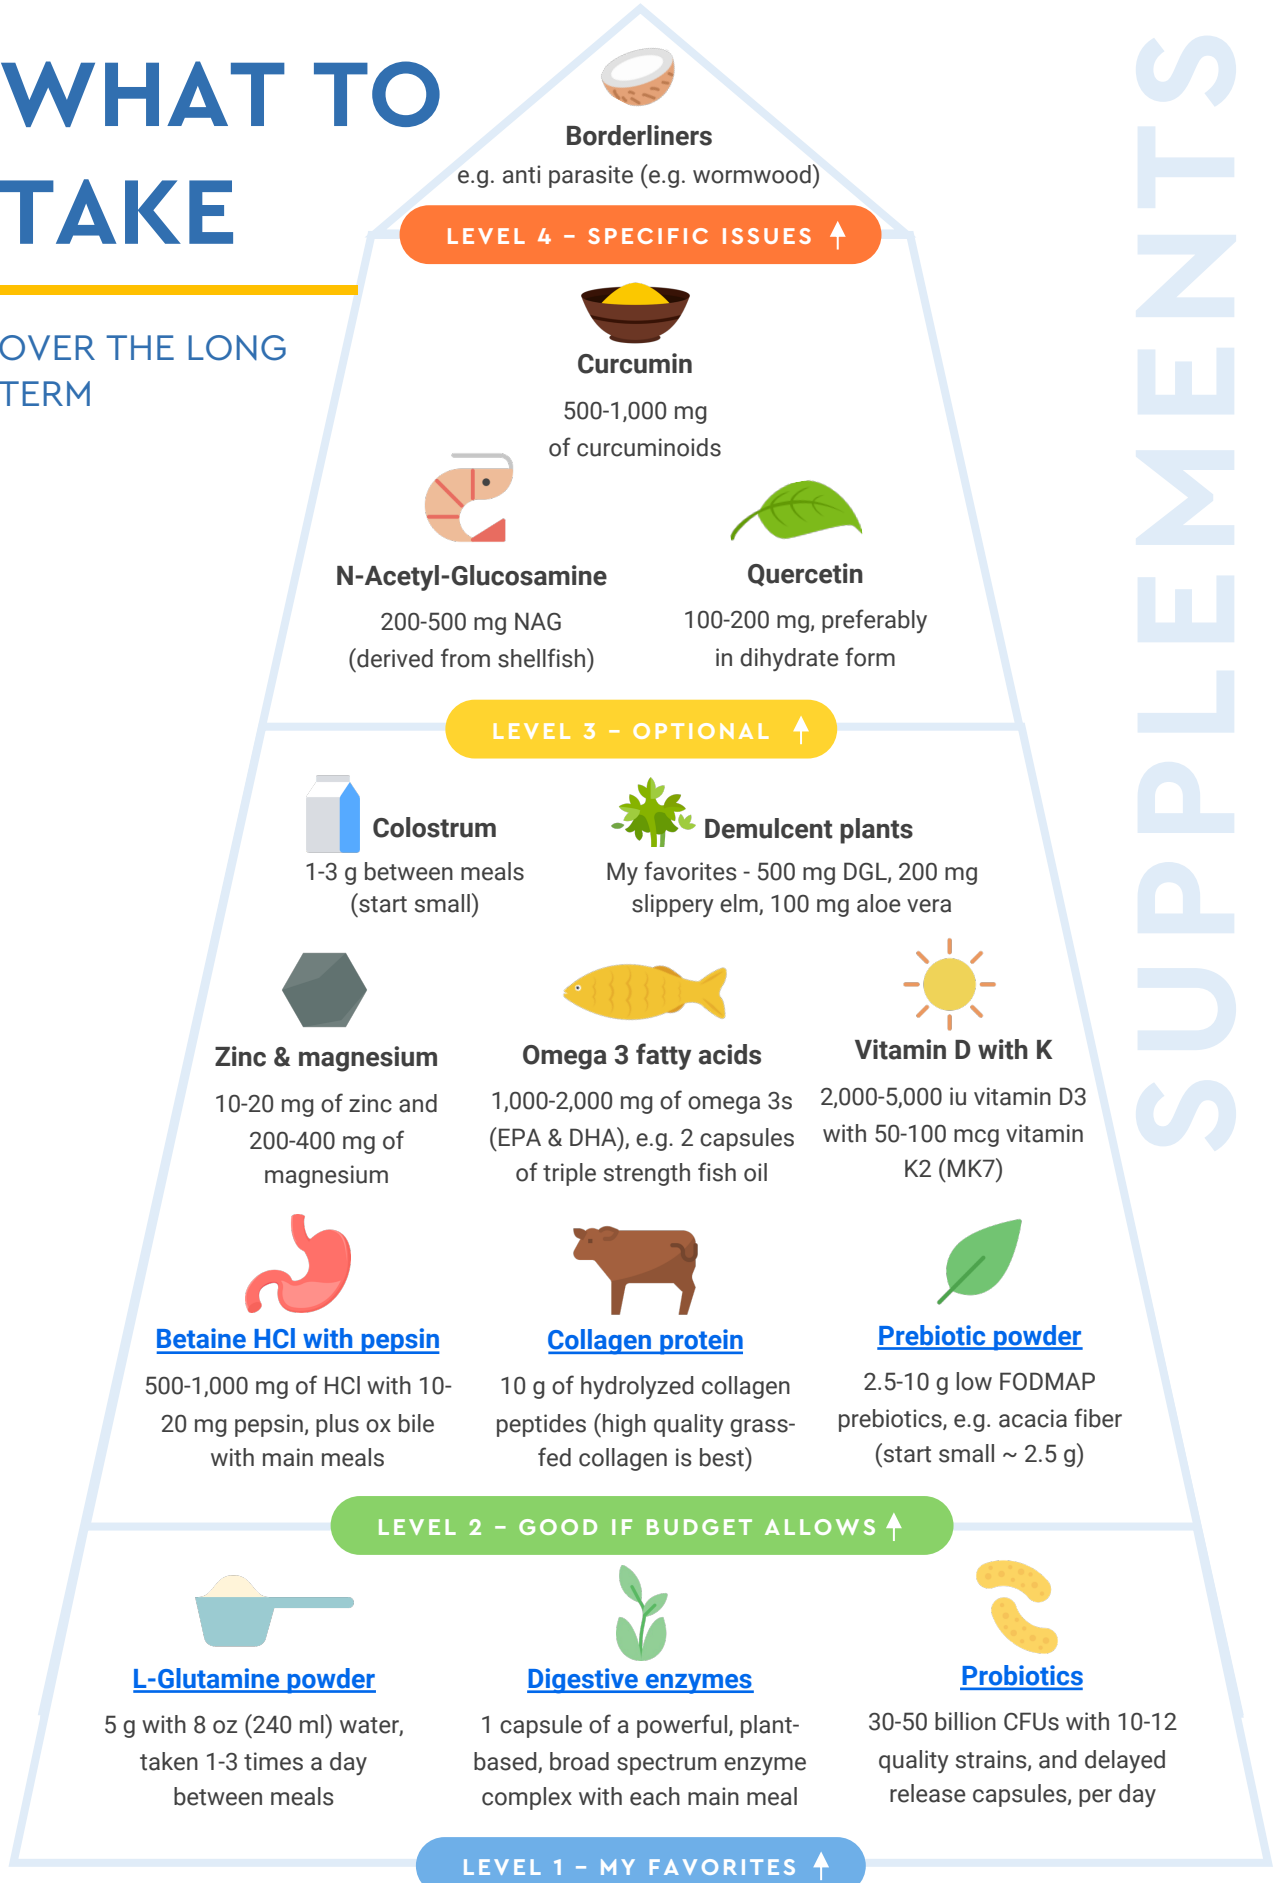 WHAT TO
TAKE
OVER THE LONG
TERM
SUPPLEMENTS
Borderliners
e.g. anti parasite (e.g. wormwood)
LEVEL 4 – SPECIFIC ISSUES
Curcumin
500-1,000 mg
of curcuminoids
N-Acetyl-Glucosamine
200-500 mg NAG
(derived from shellfish)
Quercetin
100-200 mg, preferably
in dihydrate form
LEVEL 3 – OPTIONAL
Colostrum
1-3 g between meals
(start small)
Demulcent plants
My favorites - 500 mg DGL, 200 mg
slippery elm, 100 mg aloe vera
Zinc & magnesium
10-20 mg of zinc and
200-400 mg of
magnesium
Omega 3 fatty acids
1,000-2,000 mg of omega 3s
(EPA & DHA), e.g. 2 capsules
of triple strength fish oil
Vitamin D with K
2,000-5,000 iu vitamin D3
with 50-100 mcg vitamin
K2 (MK7)
Betaine HCl with pepsin
500-1,000 mg of HCl with 10-
20 mg pepsin, plus ox bile
with main meals
Collagen protein
10 g of hydrolyzed collagen
peptides (high quality grass-
fed collagen is best)
Prebiotic powder
2.5-10 g low FODMAP
prebiotics, e.g. acacia fiber
(start small ~ 2.5 g)
LEVEL 2 – GOOD IF BUDGET ALLOWS
L-Glutamine powder
5 g with 8 oz (240 ml) water,
taken 1-3 times a day
between meals
Digestive enzymes
1 capsule of a powerful, plant-
based, broad spectrum enzyme
complex with each main meal
Probiotics
30-50 billion CFUs with 10-12
quality strains, and delayed
release capsules, per day
LEVEL 1 – MY FAVORITES